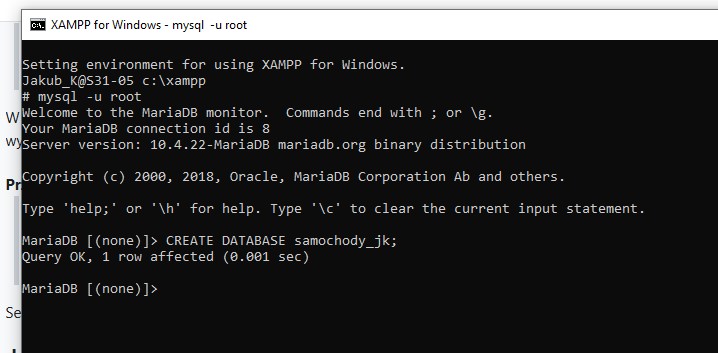 XAMPP for Windows - mysql -u root
Setting environment for using XAMPP for Windows.
Jakub_K@S31-05 c:\xampp
# mysql -u root
Welcome to the MariaDB monitor.  Commands end with ; or \g.
Your MariaDB connection id is 8
Server version: 10.4.22-MariaDB mariadb.org binary distribution
Copyright (c) 2000, 2018, Oracle, MariaDB Corporation Ab and others.
Type 'help;' or '\h' for help. Type '\c' to clear the current input statement.
MariaDB [(none)]> CREATE DATABASE samochody_jk;
Query OK, 1 row affected (0.001 sec)
MariaDB [(none)]>